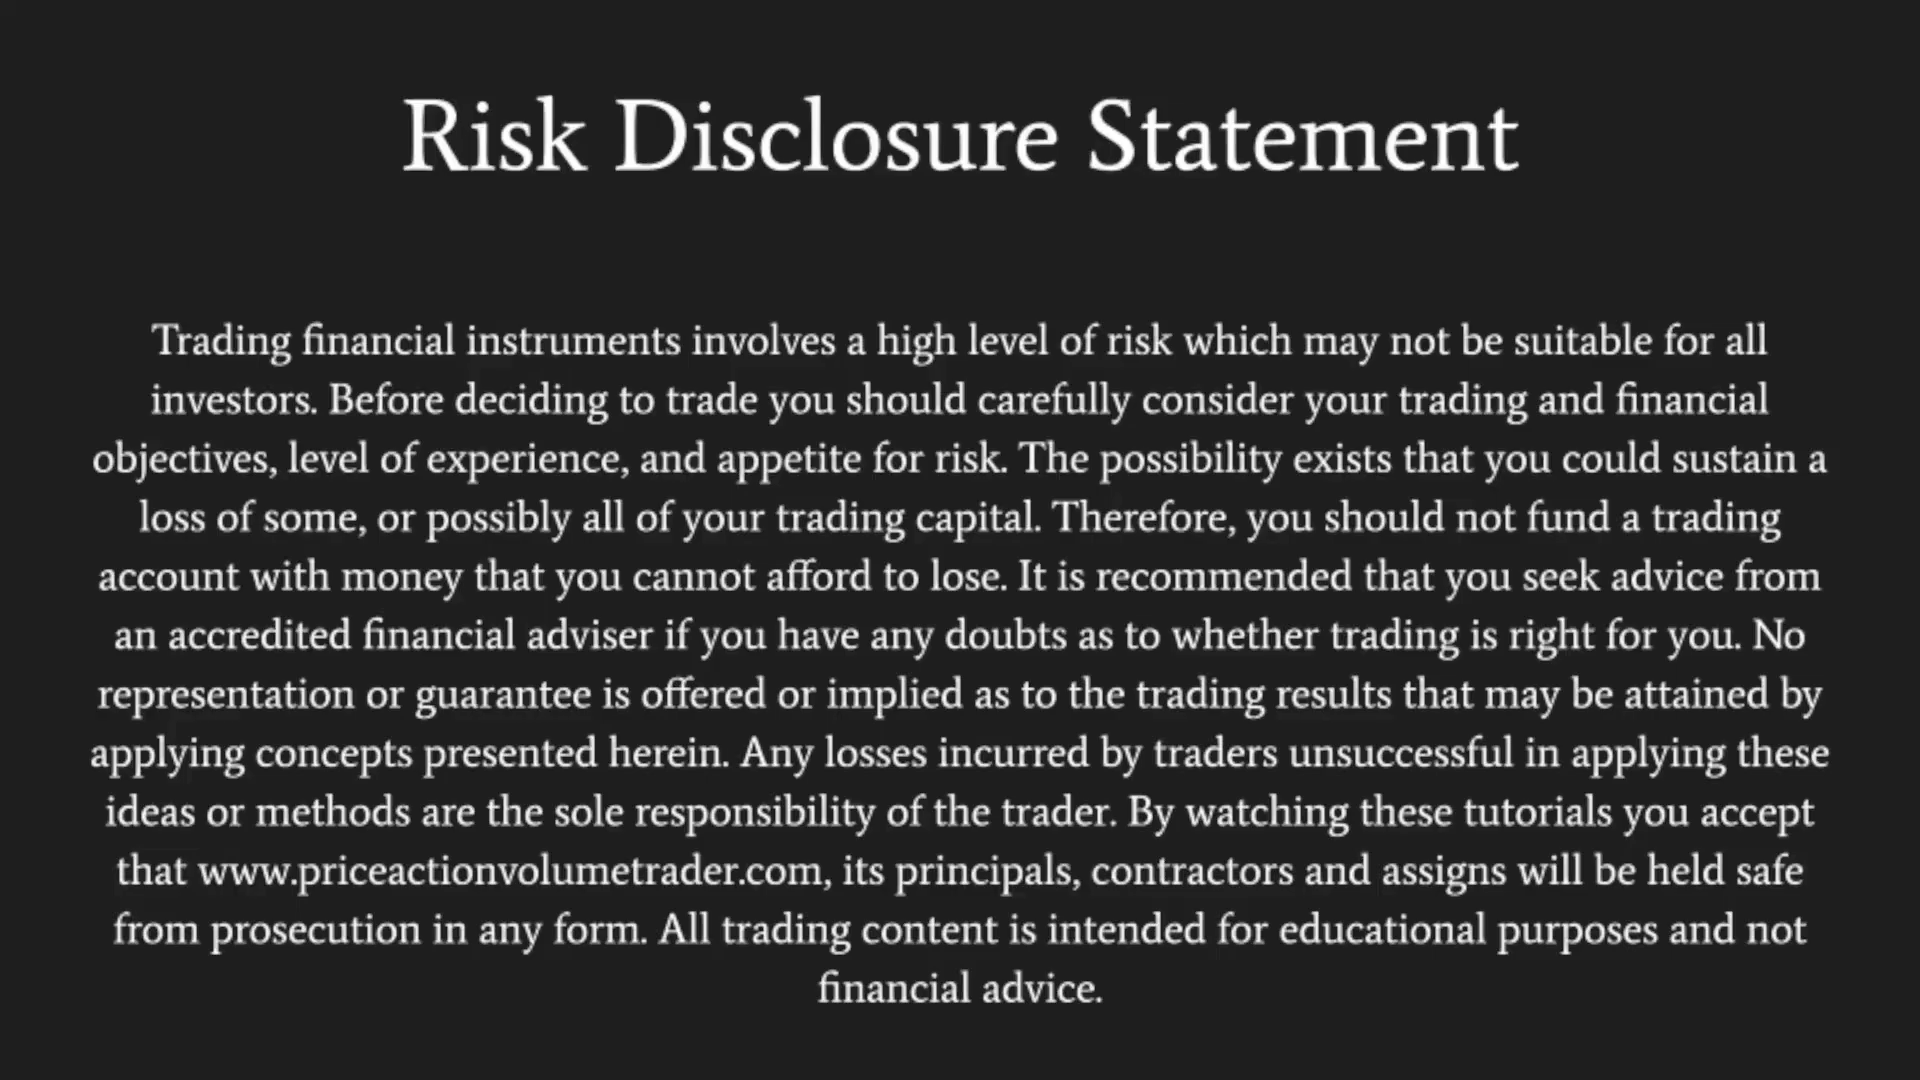 Risk Disclosure Statement
Trading financial instruments involves a high level of risk which may not be suitable for all
investors. Before deciding to trade you should carefully consider your trading and financial
objectives, level of experience, and appetite for risk. The possibility exists that you could sustain a
loss of some, or possibly all of your trading capital. Therefore, you should not fund a trading
account with money that you cannot afford to lose. It is recommended that you seek advice from
an accredited financial adviser if you have any doubts as to whether trading is right for you. No
representation or guarantee is offered or implied as to the trading results that may be attained by
applying concepts presented herein. Any losses incurred by traders unsuccessful in applying these
ideas or methods are the sole responsibility of the trader. By watching these tutorials you accept
that www.priceactionvolumetrader.com, its principals, contractors and assigns will be held safe
from prosecution in any form. All trading content is intended for educational purposes and not
financial advice.